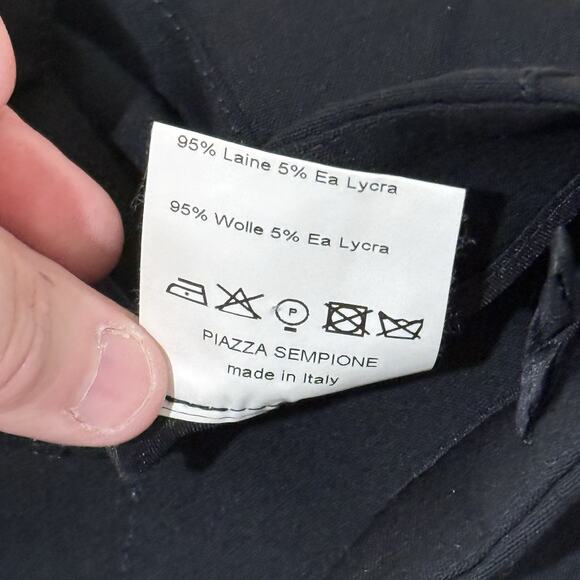 95% Laine 5% Ea Lycra
95% Wolle 5% Ea Lycra
P
PIAZZA SEMPIONE
made in Italy